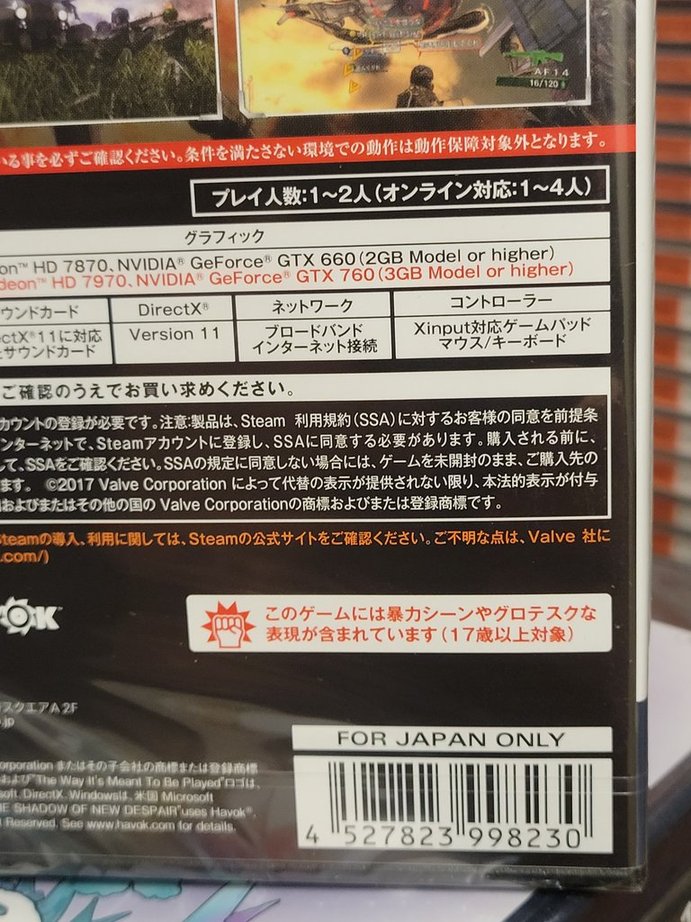 AF14
16/120
いる事を必ずご確認ください。条件を満たさない環境での動作は動作保障対象外となります。
プレイ人数:1〜2人(オンライン対応:1〜4人)
グラフィック
on™ HD 7870、NVIDIA® GeForce® GTX 660(2GB Model or higher)
deon™ HD 7970、NVIDIA® GeForce® GTX 760(3GB Model or higher)
ウンドカード DirectX® ネットワーク コントローラー
ectX®11に対応 Version 11 ブロードバンド Xinput対応ゲームパッド
サウンドカード インターネット接続 マウス/キーボード
ご確認のうえでお買い求めください。
カウントの登録が必要です。注意:製品は、Steam 利用規約(SSA)に対するお客様の同意を前提条
ンターネットで、Steamアカウントに登録し、SSAに同意する必要があります。購入される前に、
して、SSAをご確認ください。SSAの規定に同意しない場合には、ゲームを未開封のまま、ご購入先の
ます。 ©2017 Valve Corporation によって代替の表示が提供されない限り、本法的表示が付与
およびまたはその他の国の Valve Corporationの商標およびまたは登録商標です。
Steamの導入、利用に関しては、Steamの公式サイトをご確認ください。ご不明な点は、Valve 社に
.com/)
OK™
このゲームには暴力シーンやグロテスクな
表現が含まれています(17歳以上対象)
スクエアA 2F
.jp
FOR JAPAN ONLY
orporation またはその子会社の商標または登録商標
および"The Way It's Meant To Be Played"ロゴは、
soft. DirectX. Windowsは、米国 Microsoft
HE SHADOW OF NEW DESPAIR"uses Havok®.
Reserved. See www.havok.com for details.
4 527823 998230